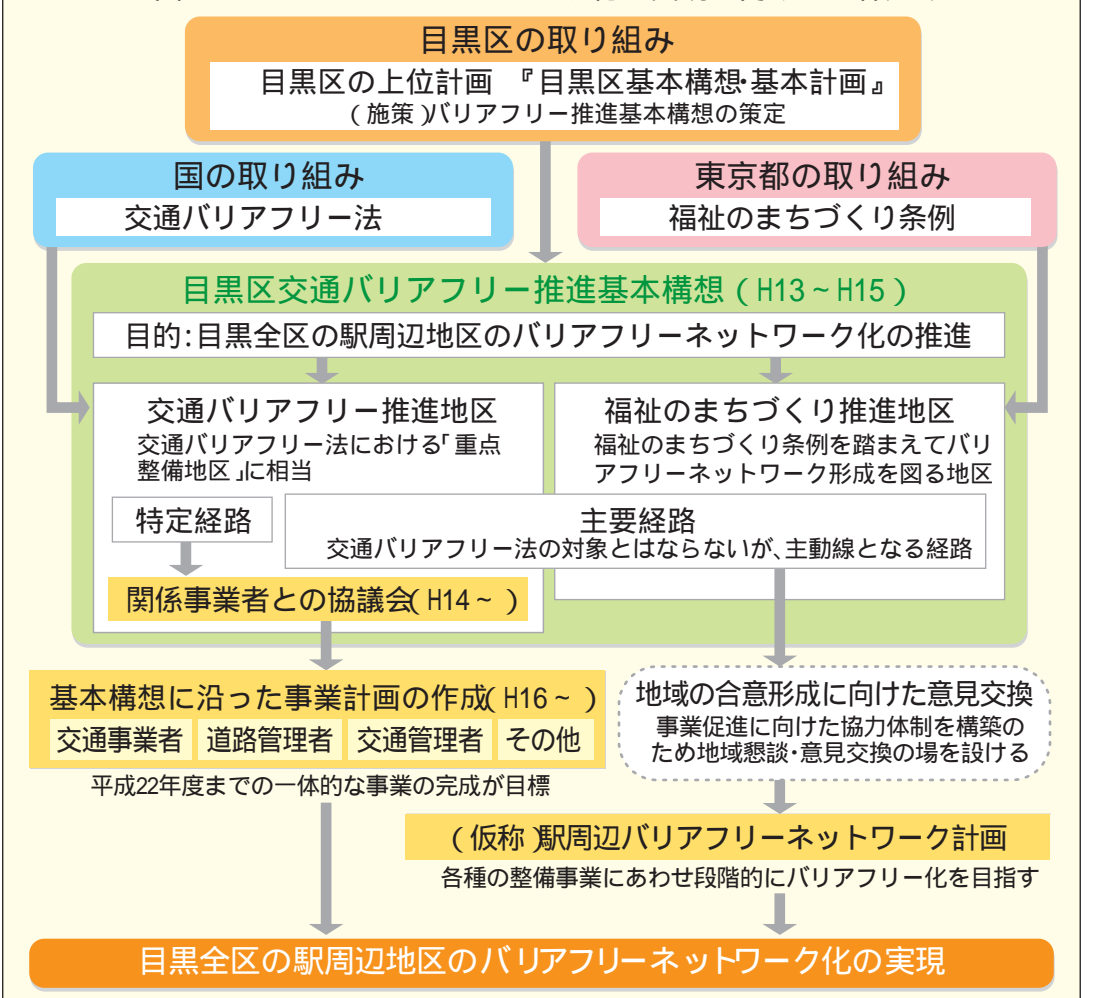 目黒区の取り組み
目黒区の上位計画 『目黒区基本構想・基本計画』
(施策)バリアフリー推進基本構想の策定
国の取り組み
交通バリアフリー法
東京都の取り組み
福祉のまちづくり条例
目黒区交通バリアフリー推進基本構想(H13~H15)
目的:目黒全区の駅周辺地区のバリアフリーネットワーク化の推進
交通バリアフリー推進地区
交通バリアフリー法における「重点
整備地区」に相当
福祉のまちづくり推進地区
福祉のまちづくり条例を踏まえてバリ
アフリーネットワーク形成を図る地区
特定経路
主要経路
交通バリアフリー法の対象とはならないが、主動線となる経路
関係事業者との協議会(H14~ )
基本構想に沿った事業計画の作成(H16~ )
交通事業者 道路管理者 交通管理者 その他
平成22年度までの一体的な事業の完成が目標
地域の合意形成に向けた意見交換
事業促進に向けた協力体制を構築の
ため地域懇談・意見交換の場を設ける
(仮称)駅周辺バリアフリーネットワーク計画
各種の整備事業にあわせ段階的にバリアフリー化を目指す
目黒全区の駅周辺地区のバリアフリーネットワーク化の実現